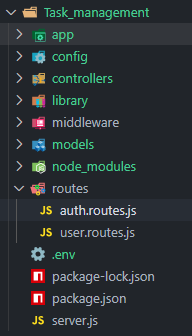 Task_management
app
config
controllers
library
middleware
models
node_modules
routes
JS auth.routes.js
JS user.routes.js
.env
package-lock.json
package.json
JS server.js